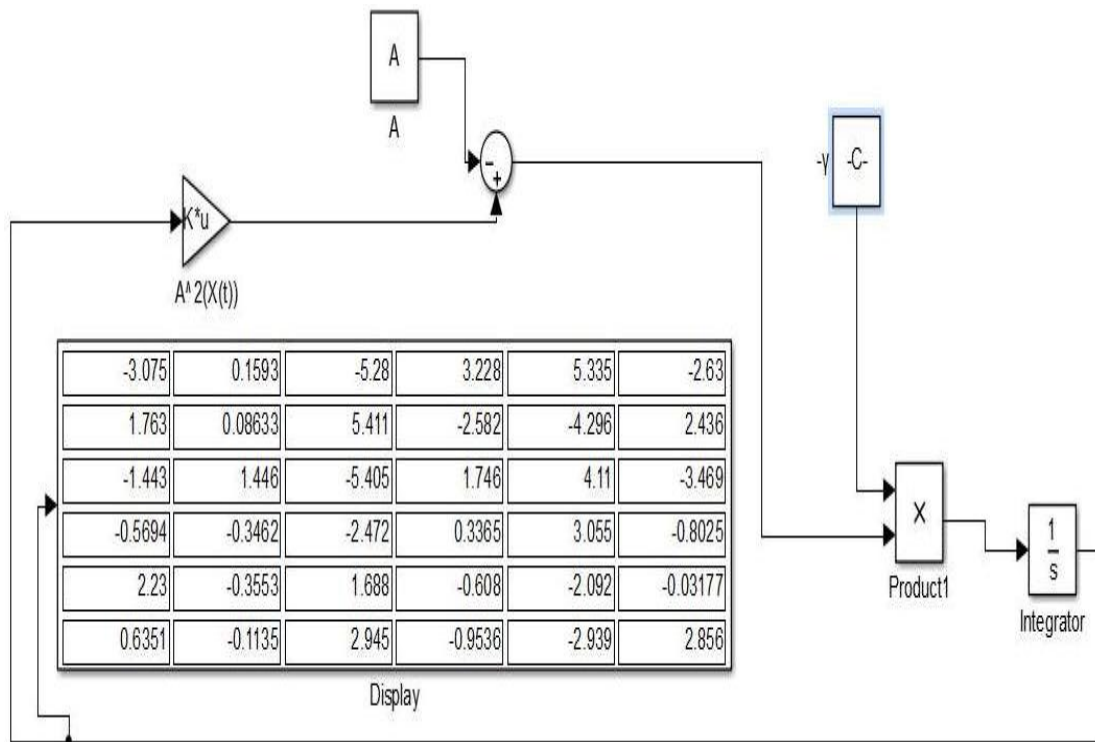 A
A
-
+
-γ
-C-
K*u
A^2(X(t))
-3.075 0.1593 -5.28 3.228 5.335 -2.63
1.763 0.08633 5.411 -2.582 -4.296 2.436
-1.443 1.446 -5.405 1.746 4.11 -3.469
-0.5694 -0.3462 -2.472 0.3365 3.055 -0.8025
2.23 -0.3553 1.688 -0.608 -2.092 -0.03177
0.6351 -0.1135 2.945 -0.9536 -2.939 2.856
Display
X
Product1
1
s
Integrator